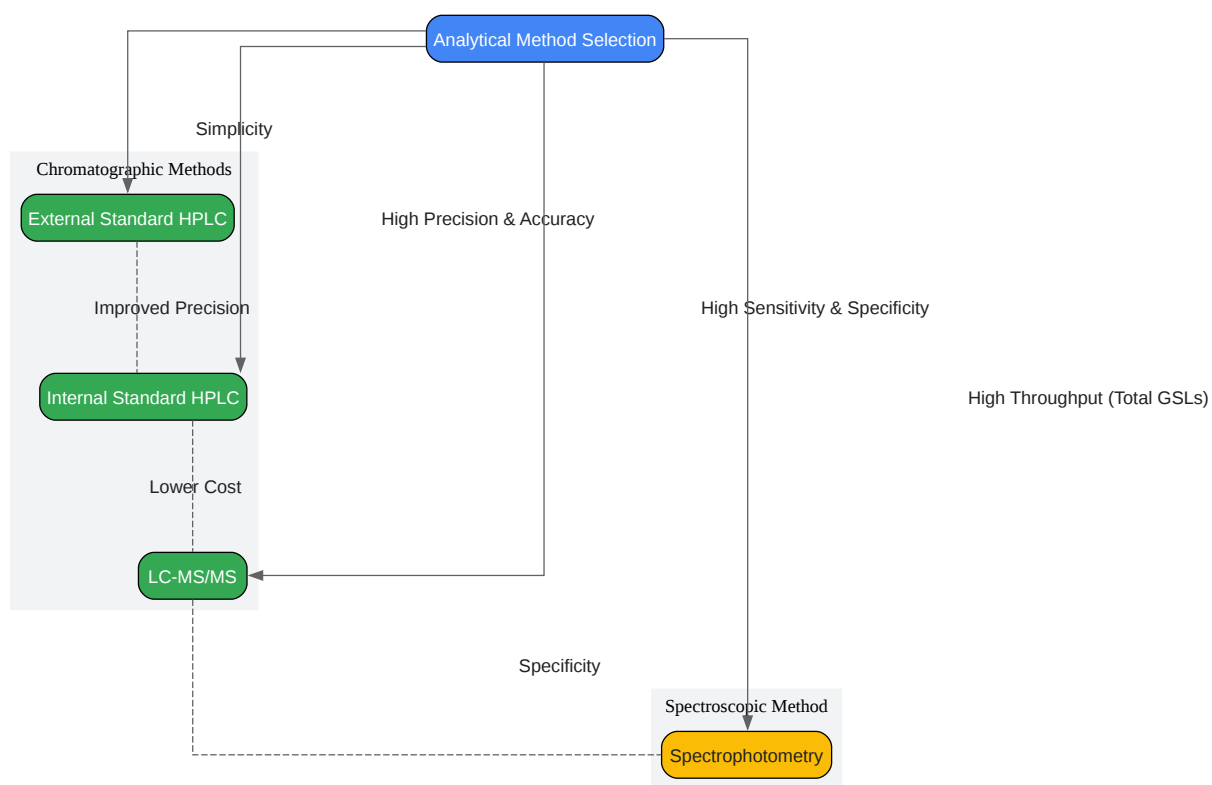 Analytical Method Selection
Simplicity
Chromatographic Methods
External Standard HPLC
High Precision & Accuracy
Improved Precision
High Sensitivity & Specificity
Internal Standard HPLC
High Throughput (Total GSLs)
Lower Cost
LC-MS/MS
Specificity
Spectroscopic Method
Spectrophotometry